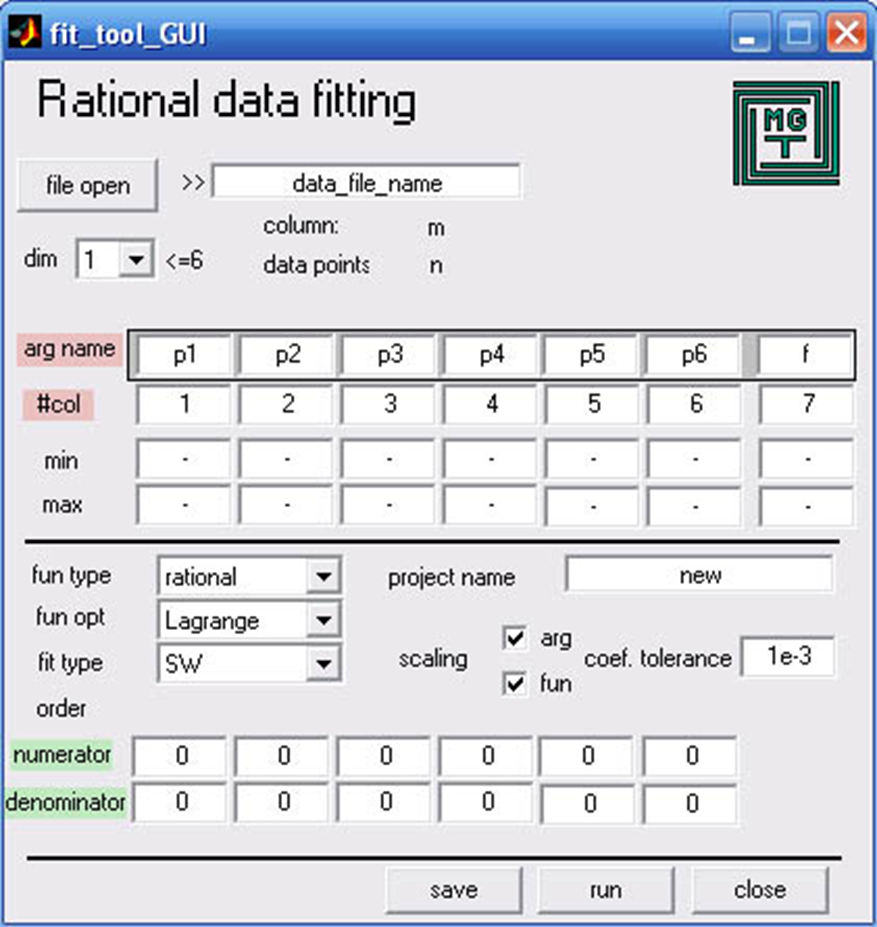 fit_tool_GUI
Rational data fitting
MG
T
file open >> data_file_name
column: m
dim 1 <=6
data points n
arg name p1 p2 p3 p4 p5 p6 f
#col 1 2 3 4 5 6 7
min - - - - - - -
max - - - - - - -
fun type rational project name new
fun opt Lagrange
scaling arg coef. tolerance 1e-3
fit type SW
fun
order
numerator 0 0 0 0 0 0
denominator 0 0 0 0 0 0
save run close